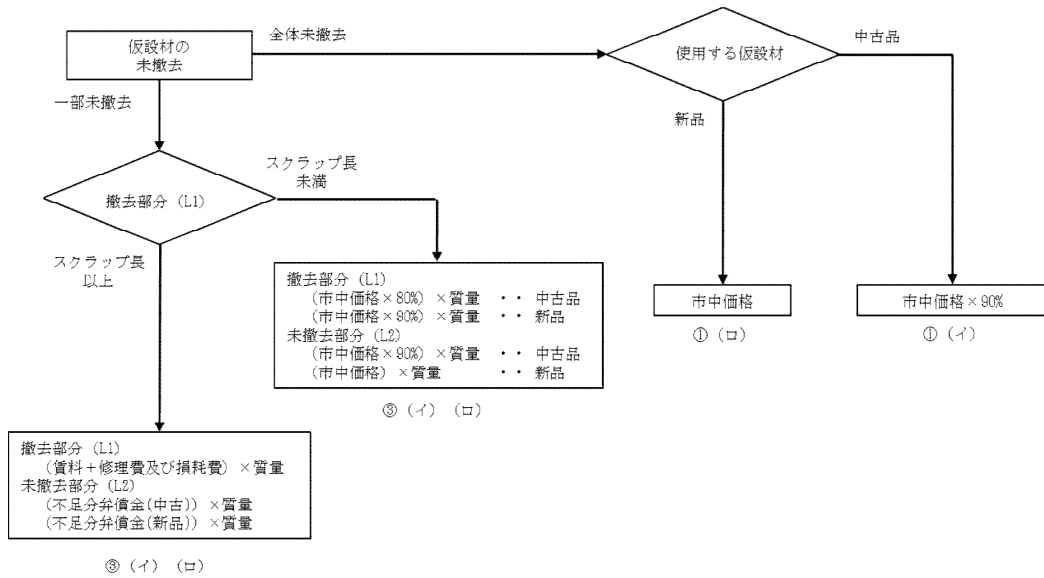 仮設材の
未撤去
全体未撤去
使用する仮設材
中古品
一部未撤去
新品
撤去部分 (L1)
スクラップ長
未満
スクラップ長
以上
撤去部分 (L1)
(市中価格×80%) ×質量 ・・ 中古品
(市中価格×90%) ×質量 ・・ 新品
未撤去部分 (L2)
(市中価格×90%) ×質量 ・・ 中古品
(市中価格) ×質量 ・・ 新品
③ (イ) (ロ)
市中価格
① (ロ)
市中価格×90%
① (イ)
撤去部分 (L1)
(賃料+修理費及び損耗費) ×質量
未撤去部分 (L2)
(不足分弁償金(中古)) ×質量
(不足分弁償金(新品)) ×質量
③ (イ) (ロ)